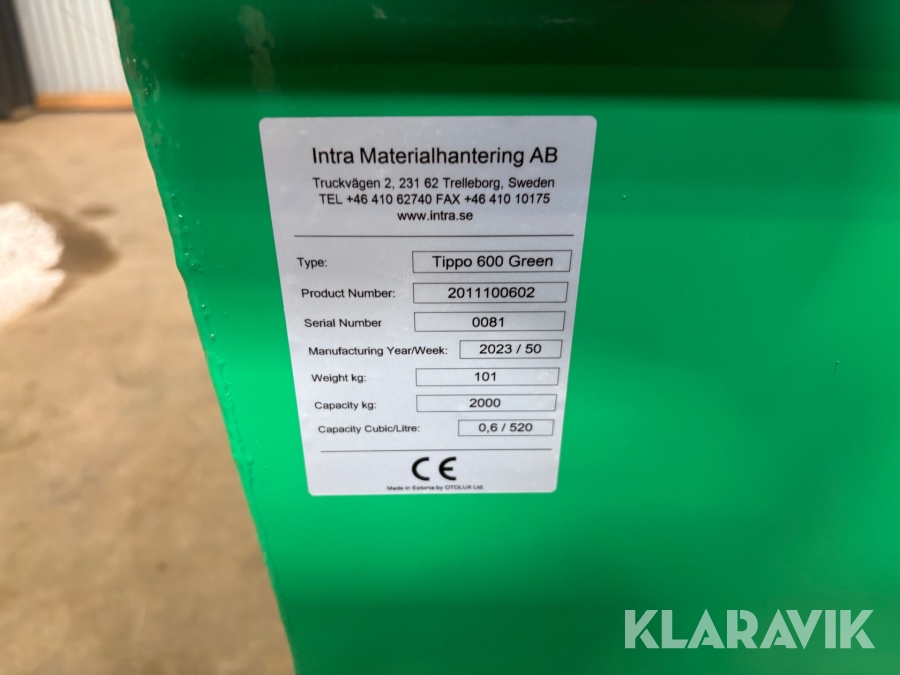 Intra Materialhantering AB
Truckvägen 2, 231 62 Trelleborg, Sweden
TEL +46 410 62740 FAX +46 410 10175
www.intra.se
Type: Tippo 600 Green
Product Number: 2011100602
Serial Number 0081
Manufacturing Year/Week: 2023 / 50
Weight kg: 101
Capacity kg: 2000
Capacity Cubic/Litre: 0,6 / 520
CE
Made in Estonia by OTOLUX Ltd.
KLARAVIK